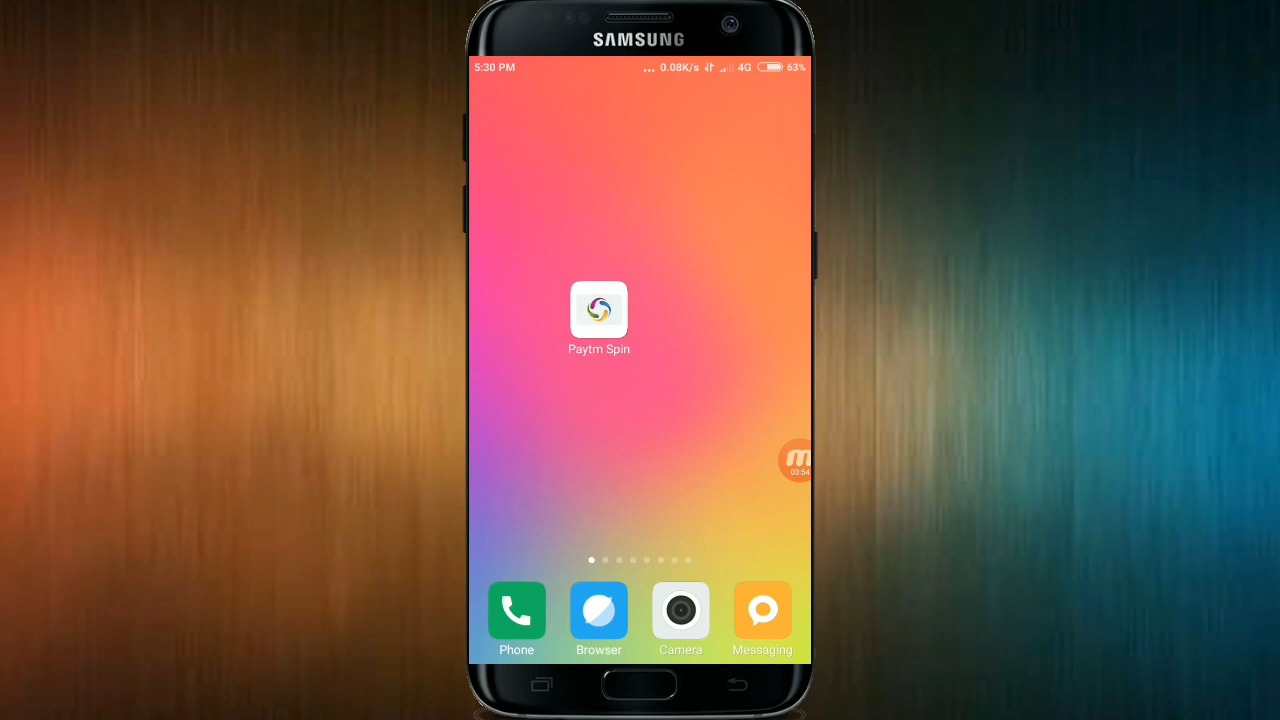 SAMSUNG
5:30 PM ... 0.08K/s 4G 63%
Paytm Spin
03:54
Phone Browser Camera Messaging